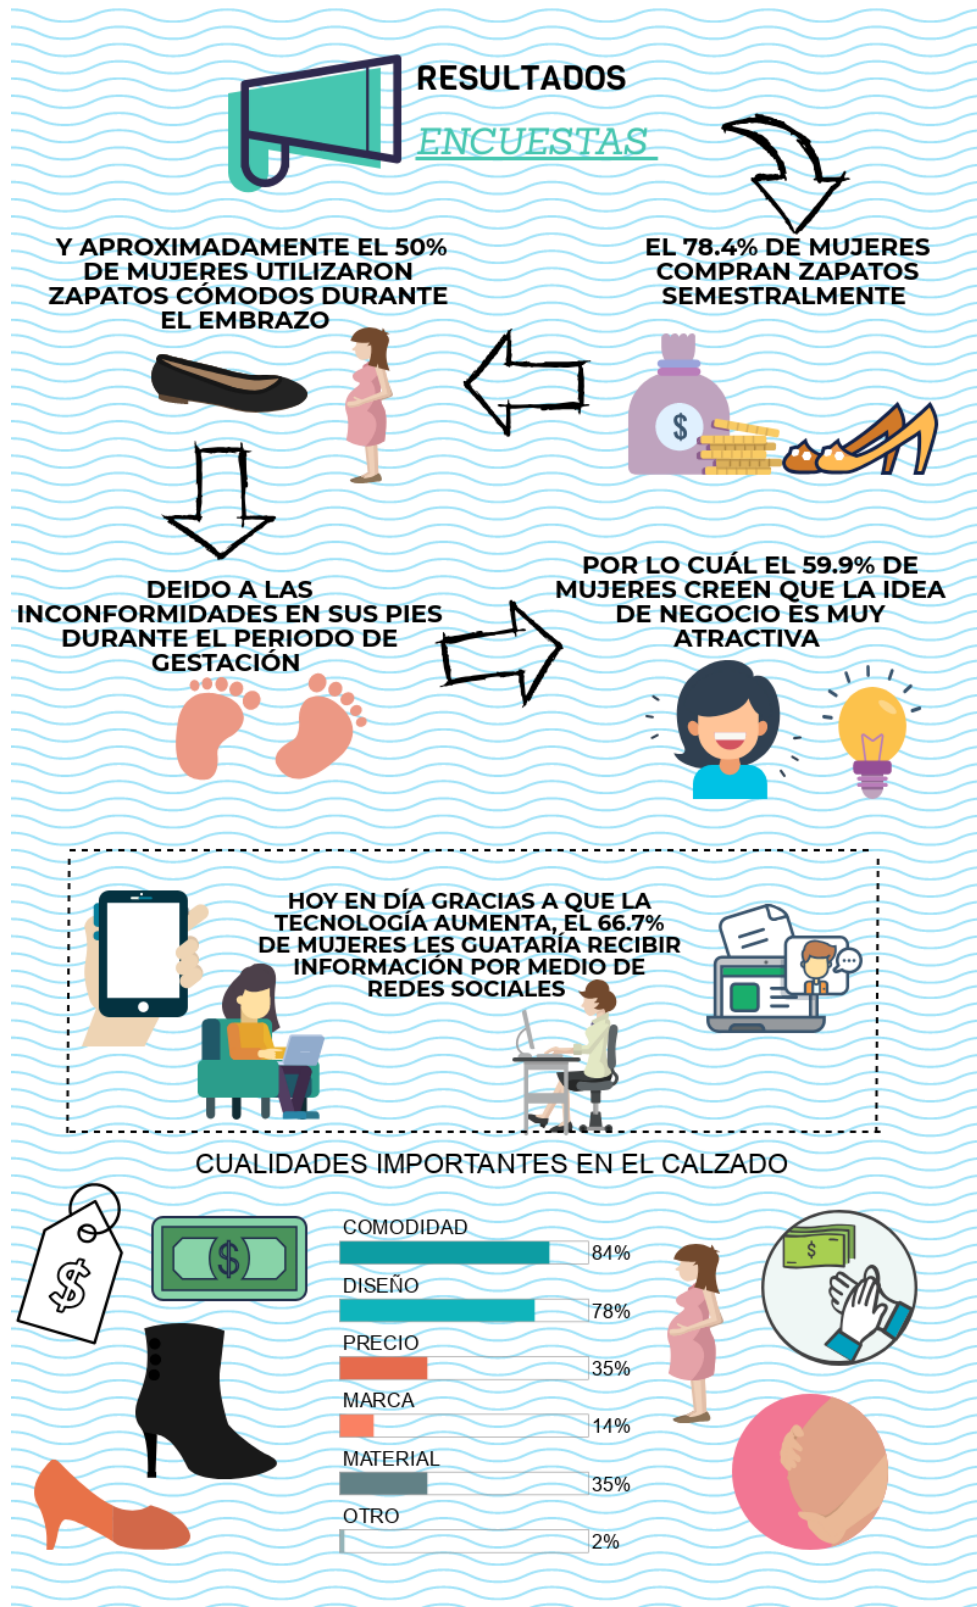 RESULTADOS
ENCUESTAS
EL 78.4% DE MUJERES
COMPRAN ZAPATOS
SEMESTRALMENTE
$
Y APROXIMADAMENTE EL 50%
DE MUJERES UTILIZARON
ZAPATOS CÓMODOS DURANTE
EL EMBRAZO
DEIDO A LAS
INCONFORMIDADES EN SUS PIES
DURANTE EL PERIODO DE
GESTACIÓN
POR LO CUÁL EL 59.9% DE
MUJERES CREEN QUE LA IDEA
DE NEGOCIO ES MUY
ATRACTIVA
HOY EN DÍA GRACIAS A QUE LA
TECNOLOGÍA AUMENTA, EL 66.7%
DE MUJERES LES GUATARÍA RECIBIR
INFORMACIÓN POR MEDIO DE
REDES SOCIALES
CUALIDADES IMPORTANTES EN EL CALZADO
$
$
$
COMODIDAD
84%
DISEÑO
78%
PRECIO
35%
MARCA
14%
MATERIAL
35%
OTRO
2%